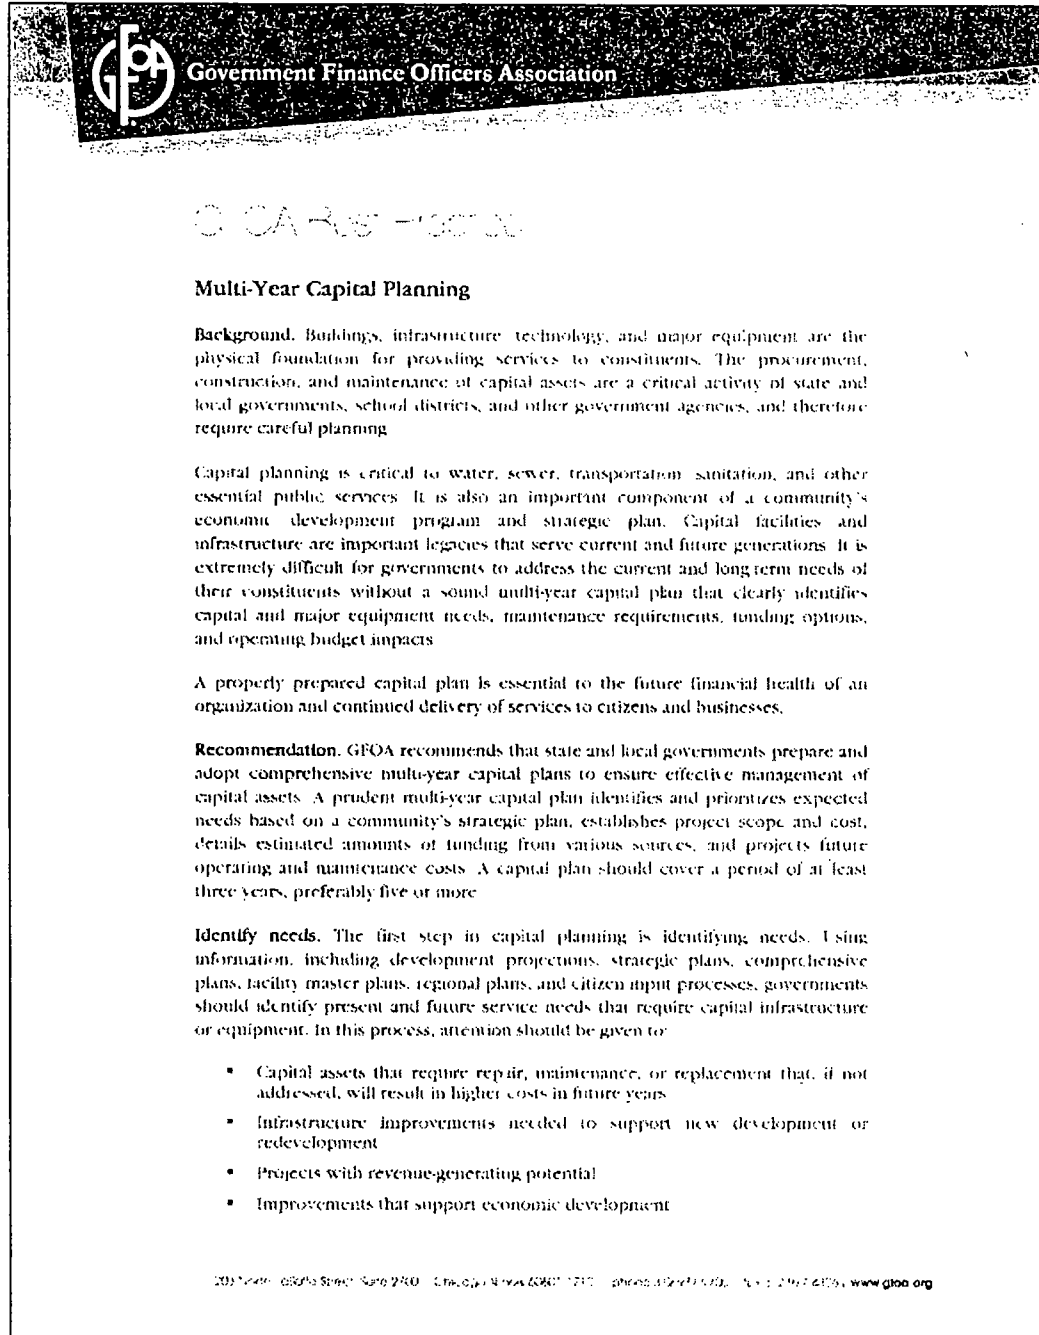 GFOA
Government Finance Officers Association
Multi-Year Capital Planning
Background. Buildings, infrastructure technology, and major equipment are the
physical foundation for providing services to constituents. The procurement,
construction, and maintenance of capital assets are a critical activity of state and
local governments, school districts, and other government agencies, and therefore
require careful planning
Capital planning is critical to water, sewer, transportation sanitation, and other
essential public services It is also an important component of a community's
economic development program and strategic plan. Capital facilities and
infrastructure are important legacies that serve current and future generations It is
extremely difficult for governments to address the current and long-term needs of
their constituents without a sound multi-year capital plan that clearly identifies
capital and major equipment needs, maintenance requirements, funding options,
and operating budget impacts
A properly prepared capital plan is essential to the future financial health of an
organization and continued delivery of services to citizens and businesses.
Recommendation. GFOA recommends that state and local governments prepare and
adopt comprehensive multi-year capital plans to ensure effective management of
capital assets A prudent multi-year capital plan identifies and prioritizes expected
needs based on a community's strategic plan, establishes project scope and cost,
details estimated amounts of funding from various sources, and projects future
operating and maintenance costs A capital plan should cover a period of at least
three years, preferably five or more
Identify needs. The first step in capital planning is identifying needs. Using
information, including development projections, strategic plans, comprehensive
plans, facility master plans, regional plans, and citizen input processes, governments
should identify present and future service needs that require capital infrastructure
or equipment. In this process, attention should be given to:
▪ Capital assets that require repair, maintenance, or replacement that, if not
addressed, will result in higher costs in future years
▪ Infrastructure improvements needed to support new development or
redevelopment
▪ Projects with revenue-generating potential
▪ Improvements that support economic development
www.gfoa.org